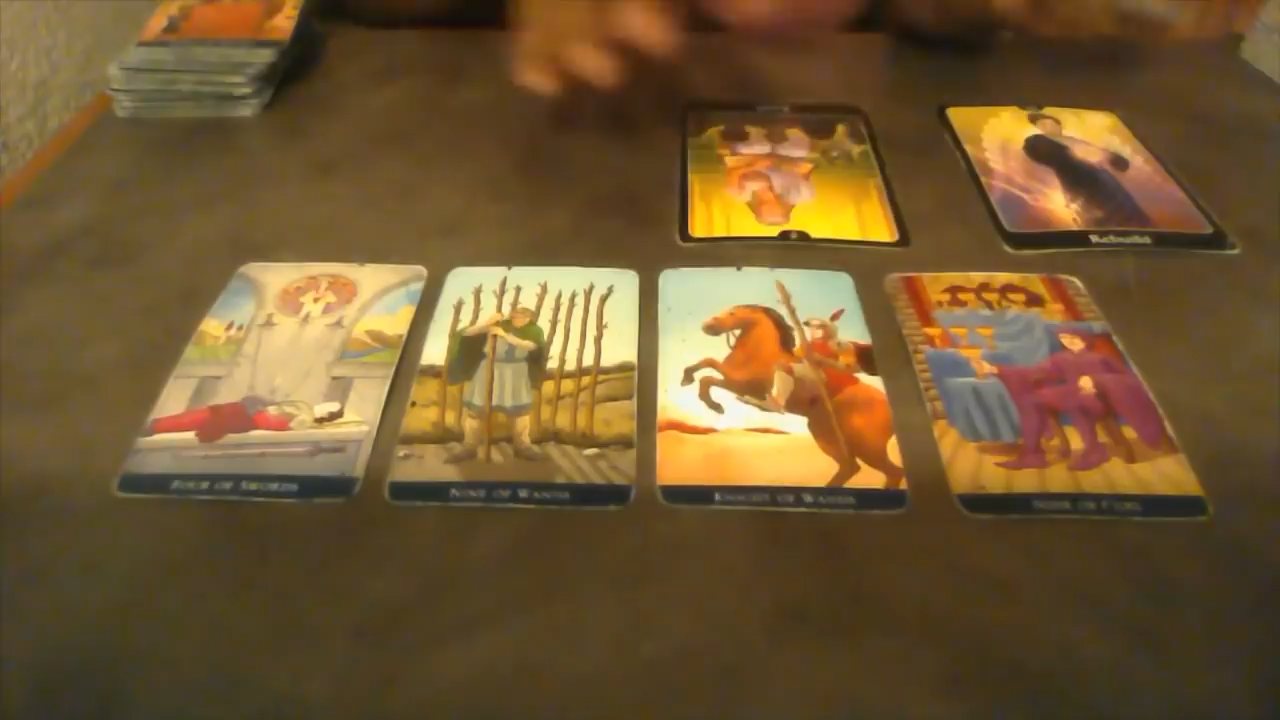 Rebuild
FOUR OF SWORDS
NINE OF WANDS
KNIGHT OF WANDS
NINE OF CUPS